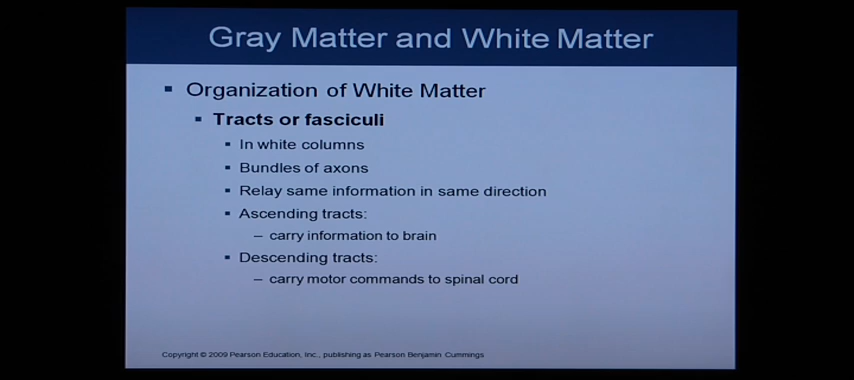 Gray Matter and White Matter
▪ Organization of White Matter
▪ Tracts or fasciculi
▪ In white columns
▪ Bundles of axons
▪ Relay same information in same direction
▪ Ascending tracts:
– carry information to brain
▪ Descending tracts:
– carry motor commands to spinal cord
Copyright © 2009 Pearson Education, Inc., publishing as Pearson Benjamin Cummings